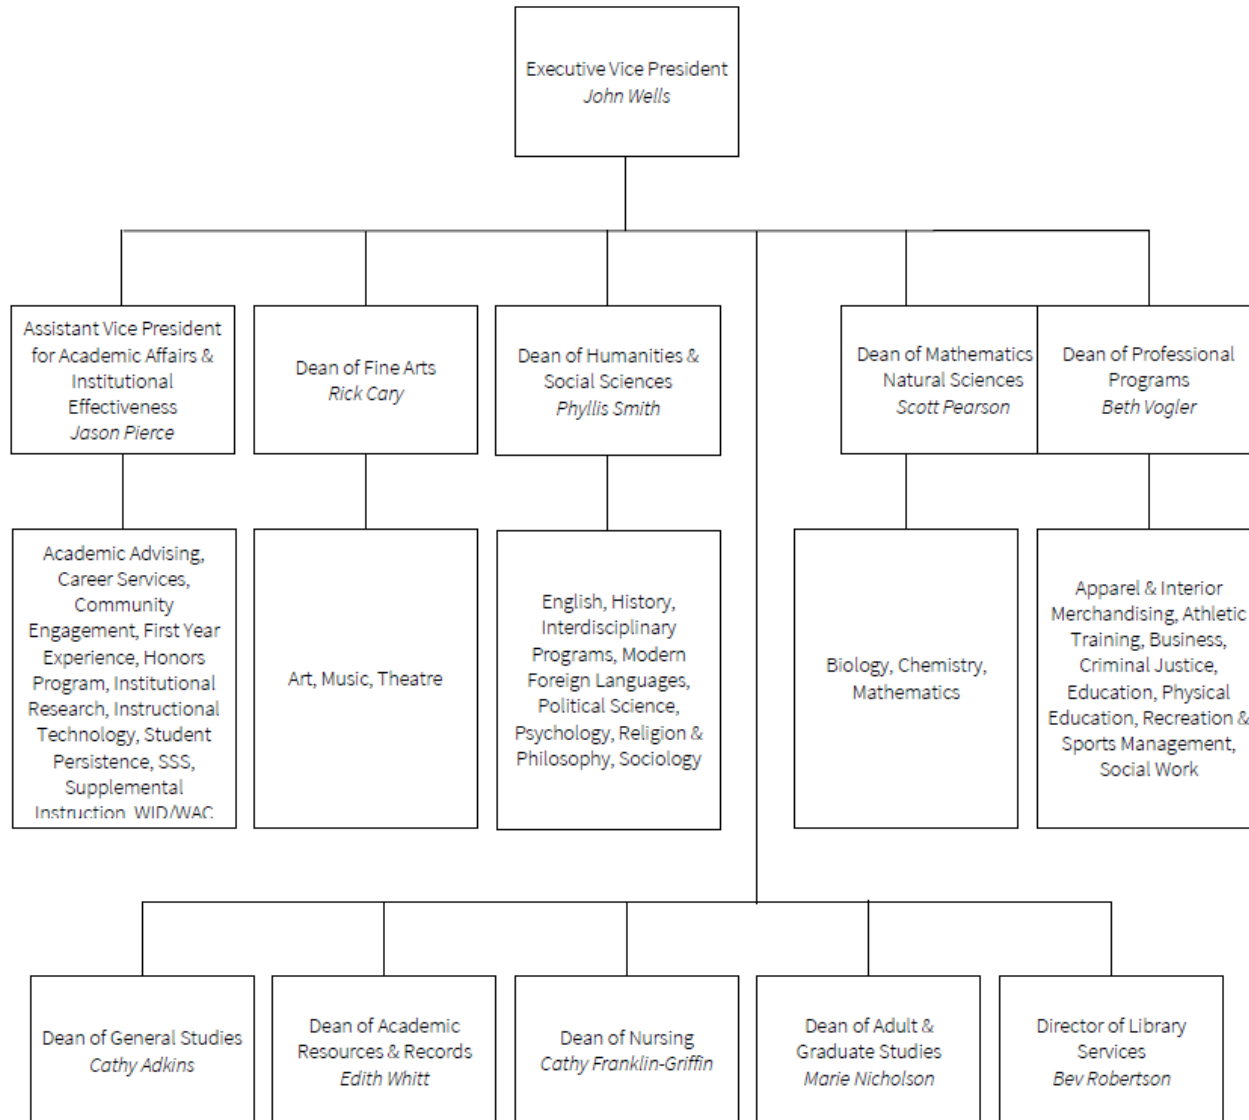 Executive Vice President
John Wells
Assistant Vice President
for Academic Affairs &
Institutional
Effectiveness
Jason Pierce
Dean of Fine Arts
Rick Cary
Dean of Humanities &
Social Sciences
Phyllis Smith
Dean of Mathematics
Natural Sciences
Scott Pearson
Dean of Professional
Programs
Beth Vogler
Academic Advising,
Career Services,
Community
Engagement, First Year
Experience, Honors
Program, Institutional
Research, Instructional
Technology, Student
Persistence, SSS,
Supplemental
Instruction, WID/WAC
Art, Music, Theatre
English, History,
Interdisciplinary
Programs, Modern
Foreign Languages,
Political Science,
Psychology, Religion &
Philosophy, Sociology
Biology, Chemistry,
Mathematics
Apparel & Interior
Merchandising, Athletic
Training, Business,
Criminal Justice,
Education, Physical
Education, Recreation &
Sports Management,
Social Work
Dean of General Studies
Cathy Adkins
Dean of Academic
Resources & Records
Edith Whitt
Dean of Nursing
Cathy Franklin-Griffin
Dean of Adult &
Graduate Studies
Marie Nicholson
Director of Library
Services
Bev Robertson